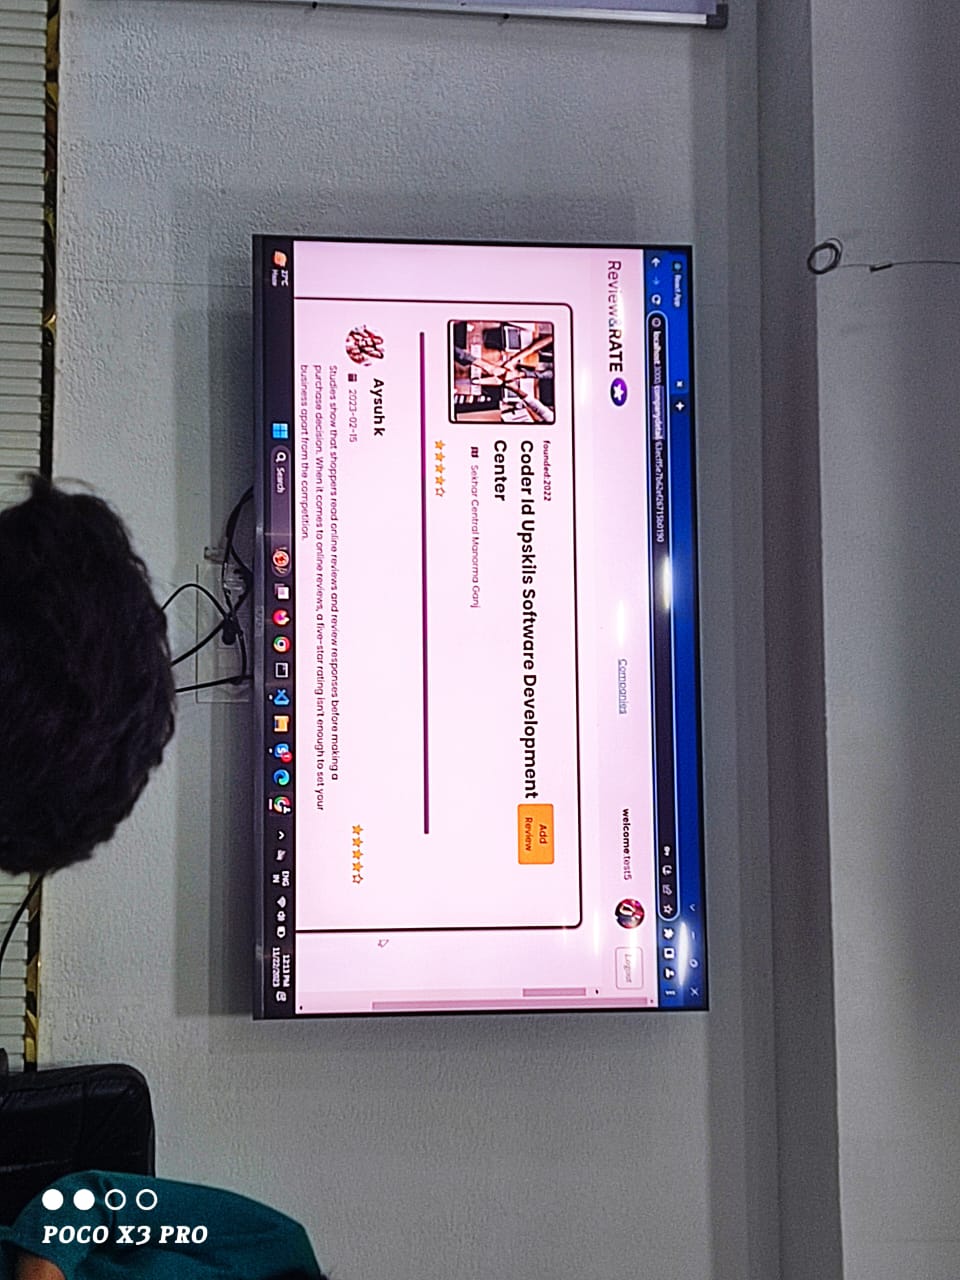 React App
localhost:3000/companydetail/
Review&RATE
Companies
welcome test5
Logout
founded:2022
Coder Id Upskils Software Development
Center
Add
Review
Sekhar Central Manorma Ganj
Aysuh k
2023-02-15
Studies show that shoppers read online reviews and review responses before making a
purchase decision. When it comes to online reviews, a five-star rating isn't enough to set your
business apart from the competition.
27°C
Haze
Search
ENG
IN
12:13 PM
11/22/2023
POCO X3 PRO